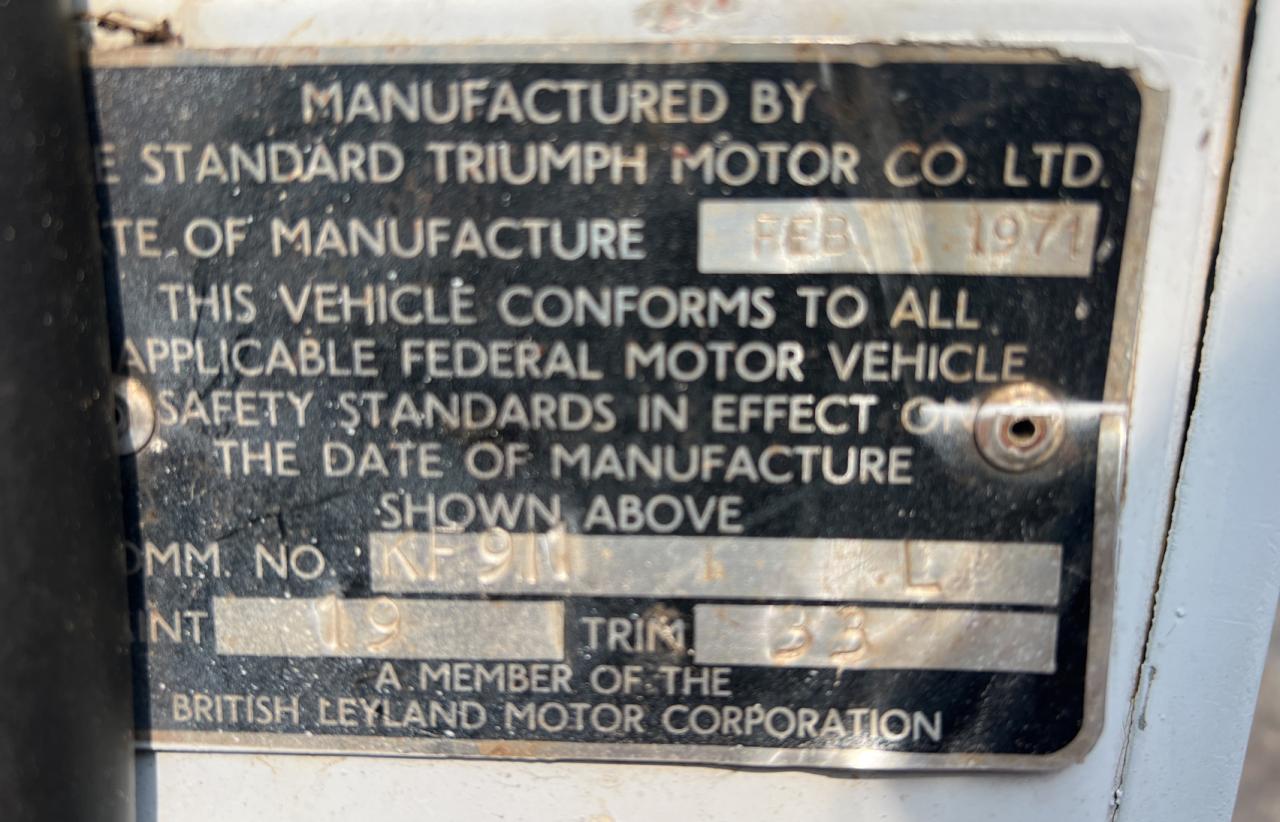 MANUFACTURED BY
E STANDARD TRIUMPH MOTOR CO. LTD.
TE OF MANUFACTURE FEB 1971
THIS VEHICLE CONFORMS TO ALL
APPLICABLE FEDERAL MOTOR VEHICLE
SAFETY STANDARDS IN EFFECT ON
THE DATE OF MANUFACTURE
SHOWN ABOVE
OMM. NO. L
INT 19 TRIM 33
A MEMBER OF THE
BRITISH LEYLAND MOTOR CORPORATION